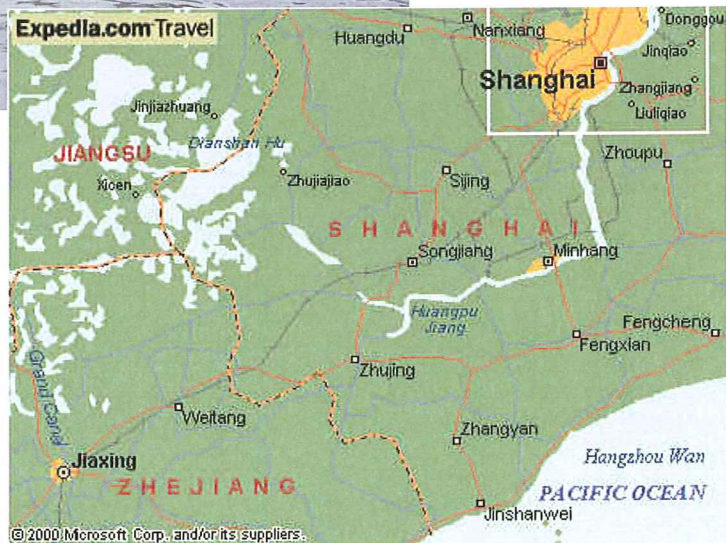 Expedia.com Travel
Huangdu
Nanxiang
Donggou
Jinqiao
Shanghai
Zhangjiang
Liuliqiao
Jinjiazhuang
Dianshan Hu
JIANGSU
Xicen
Zhujiajiao
Sijing
Zhoupu
SHANGHAI
Songjiang
Minhang
Huangpu
Jiang
Fengcheng
Fengxian
Grand Canal
Zhujing
Weitang
Zhangyan
Jiaxing
ZHEJIANG
Hangzhou Wan
PACIFIC OCEAN
Jinshanwei
© 2000 Microsoft Corp. and/or its suppliers.